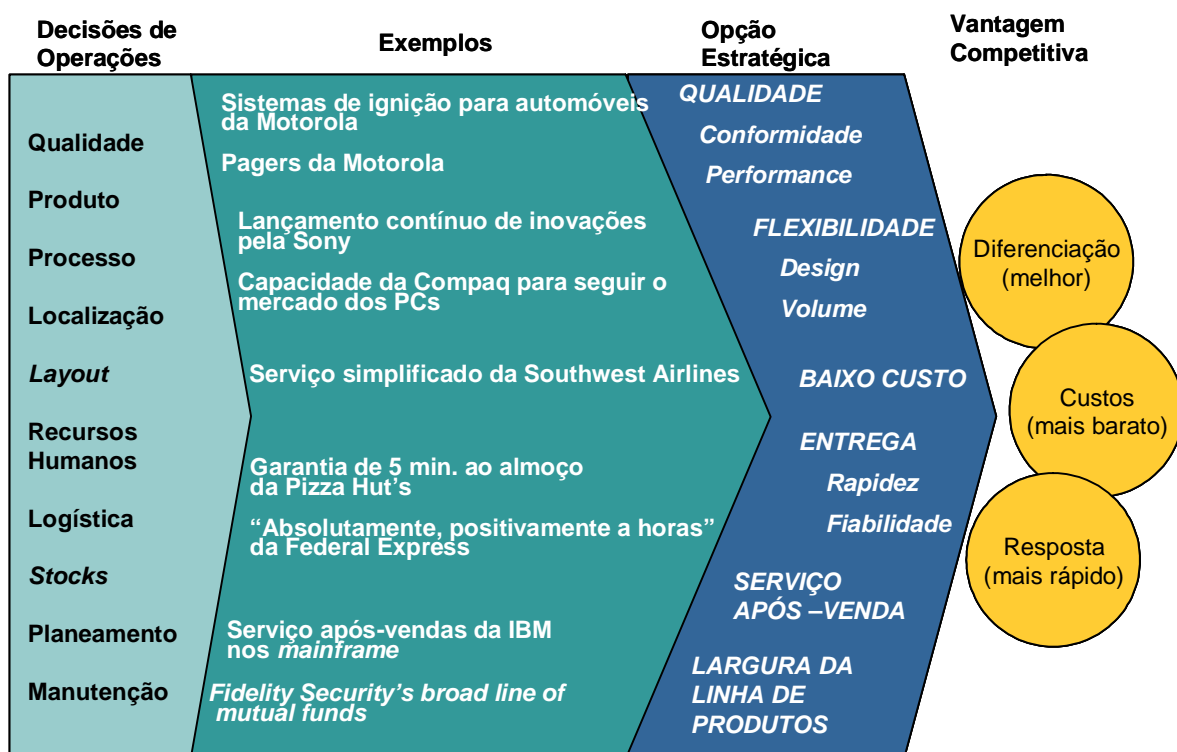 Decisões de
Operações
Exemplos
Opção
Estratégica
Vantagem
Competitiva
Qualidade
Produto
Processo
Localização
Layout
Recursos
Humanos
Logística
Stocks
Planeamento
Manutenção
Sistemas de ignição para automóveis
da Motorola
Pagers da Motorola
Lançamento contínuo de inovações
pela Sony
Capacidade da Compaq para seguir o
mercado dos PCs
Serviço simplificado da Southwest Airlines
Garantia de 5 min. ao almoço
da Pizza Hut’s
“Absolutamente, positivamente a horas”
da Federal Express
Serviço após-vendas da IBM
nos mainframe
Fidelity Security’s broad line of
mutual funds
QUALIDADE
Conformidade
Performance
FLEXIBILIDADE
Design
Volume
BAIXO CUSTO
ENTREGA
Rapidez
Fiabilidade
SERVIÇO
APÓS –VENDA
LARGURA DA
LINHA DE
PRODUTOS
Diferenciação
(melhor)
Custos
(mais barato)
Resposta
(mais rápido)